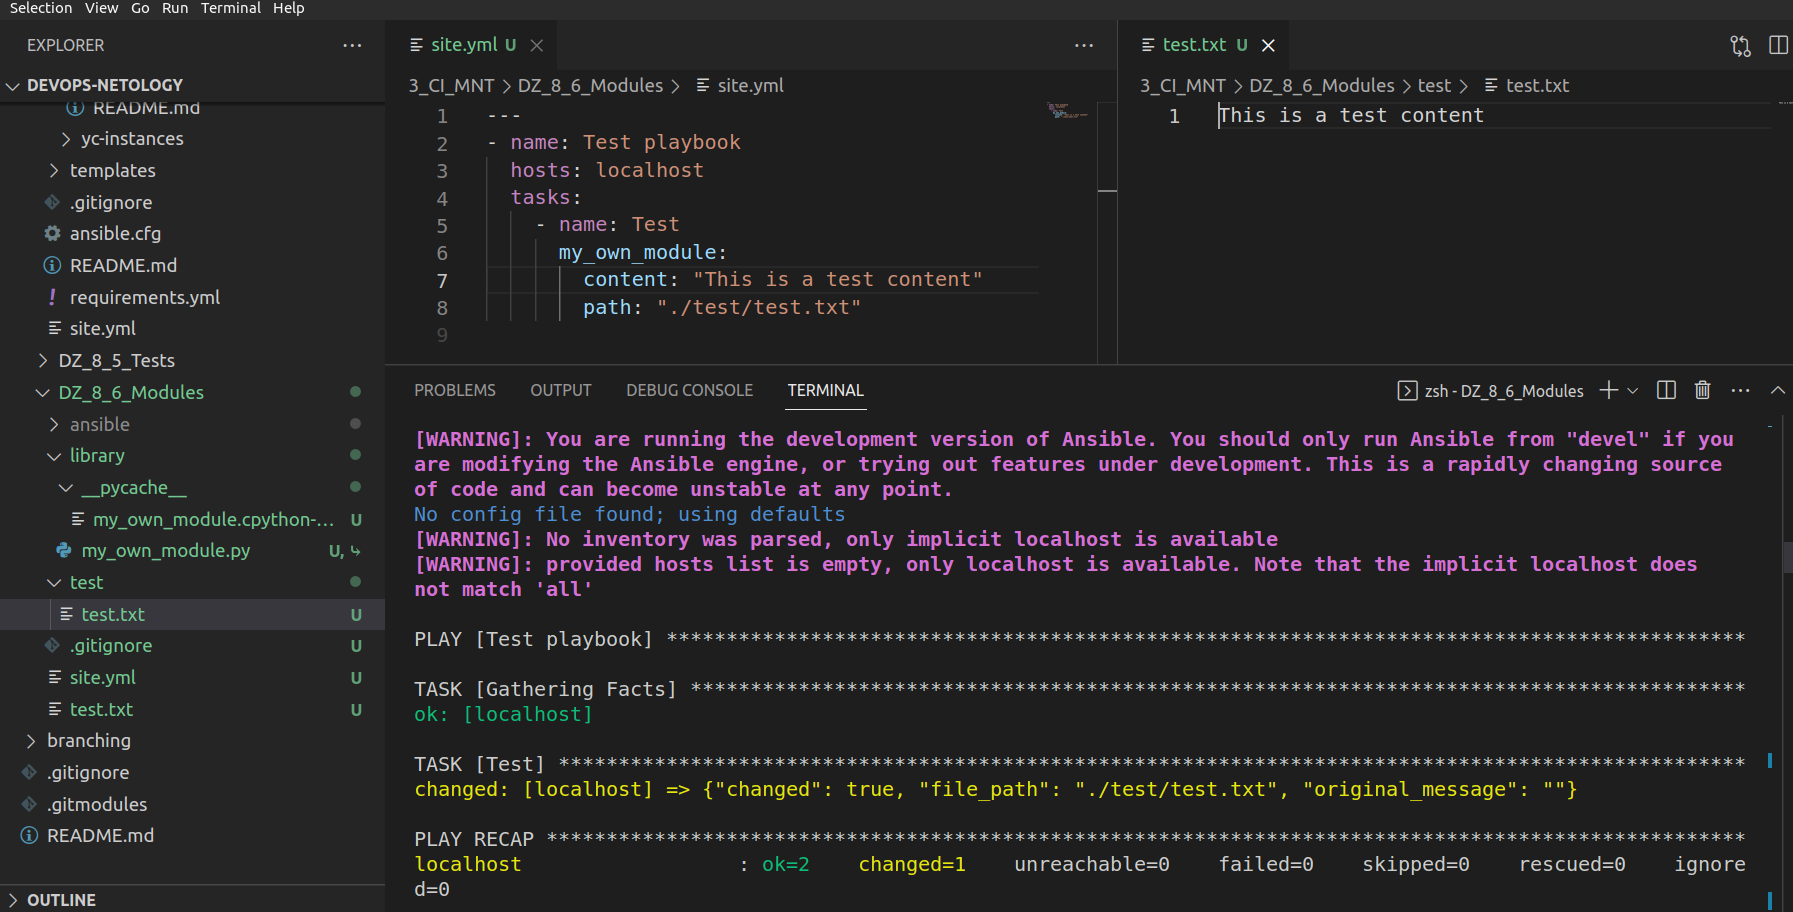 Selection View Go Run Terminal Help
EXPLORER
DEVOPS-NETOLOGY
README.md
yc-instances
templates
.gitignore
ansible.cfg
README.md
requirements.yml
site.yml
DZ_8_5_Tests
DZ_8_6_Modules
ansible
library
__pycache__
my_own_module.cpython-... U
my_own_module.py U,
test
test.txt U
.gitignore U
site.yml U
test.txt U
branching
.gitignore
.gitmodules
README.md
OUTLINE
site.yml U
3_CI_MNT > DZ_8_6_Modules > site.yml
1 ---
2 - name: Test playbook
3 hosts: localhost
4 tasks:
5 - name: Test
6 my_own_module:
7 content: "This is a test content"
8 path: "./test/test.txt"
9
test.txt U
3_CI_MNT > DZ_8_6_Modules > test > test.txt
1 This is a test content
PROBLEMS OUTPUT DEBUG CONSOLE TERMINAL
zsh - DZ_8_6_Modules
[WARNING]: You are running the development version of Ansible. You should only run Ansible from "devel" if you
are modifying the Ansible engine, or trying out features under development. This is a rapidly changing source
of code and can become unstable at any point.
No config file found; using defaults
[WARNING]: No inventory was parsed, only implicit localhost is available
[WARNING]: provided hosts list is empty, only localhost is available. Note that the implicit localhost does
not match 'all'
PLAY [Test playbook] ******************************************************************************************
TASK [Gathering Facts] ****************************************************************************************
ok: [localhost]
TASK [Test] ***************************************************************************************************
changed: [localhost] => {"changed": true, "file_path": "./test/test.txt", "original_message": ""}
PLAY RECAP ****************************************************************************************************
localhost : ok=2 changed=1 unreachable=0 failed=0 skipped=0 rescued=0 ignore
d=0